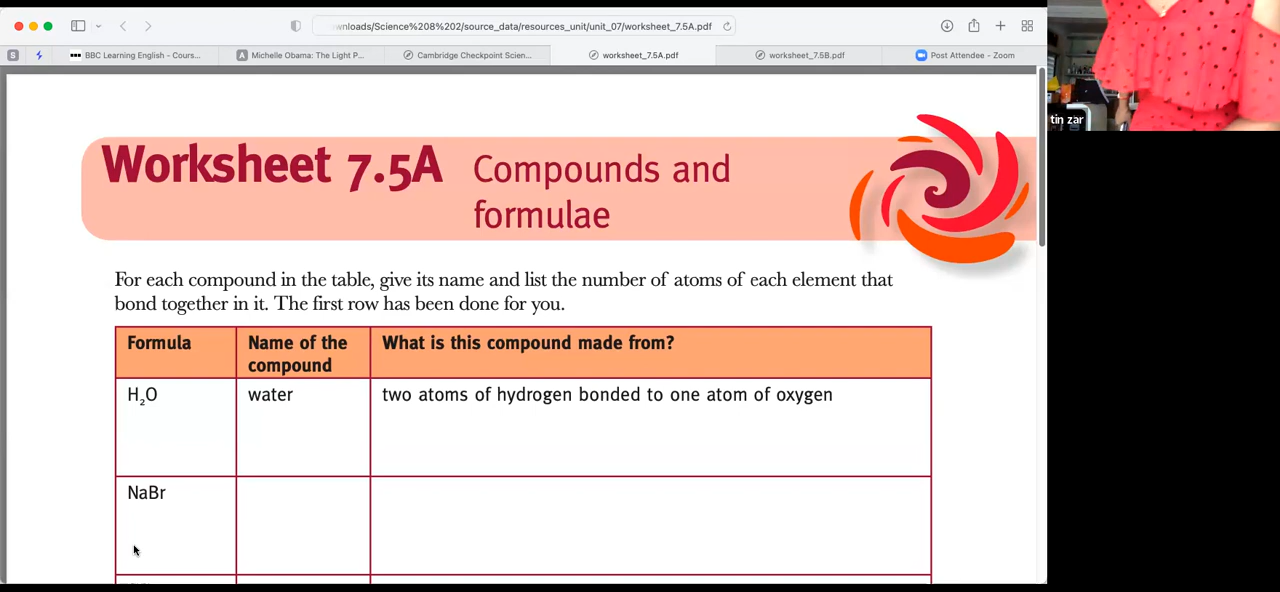 wnloads/Science%208%202/source_data/resources_unit/unit_07/worksheet_7.5A.pdf
S BBC Learning English - Cours... A Michelle Obama: The Light P... Cambridge Checkpoint Scien... worksheet_7.5A.pdf worksheet_7.5B.pdf Post Attendee - Zoom
tin zar
Worksheet 7.5A Compounds and
formulae
For each compound in the table, give its name and list the number of atoms of each element that
bond together in it. The first row has been done for you.
Formula Name of the What is this compound made from?
compound
H₂O water two atoms of hydrogen bonded to one atom of oxygen
NaBr